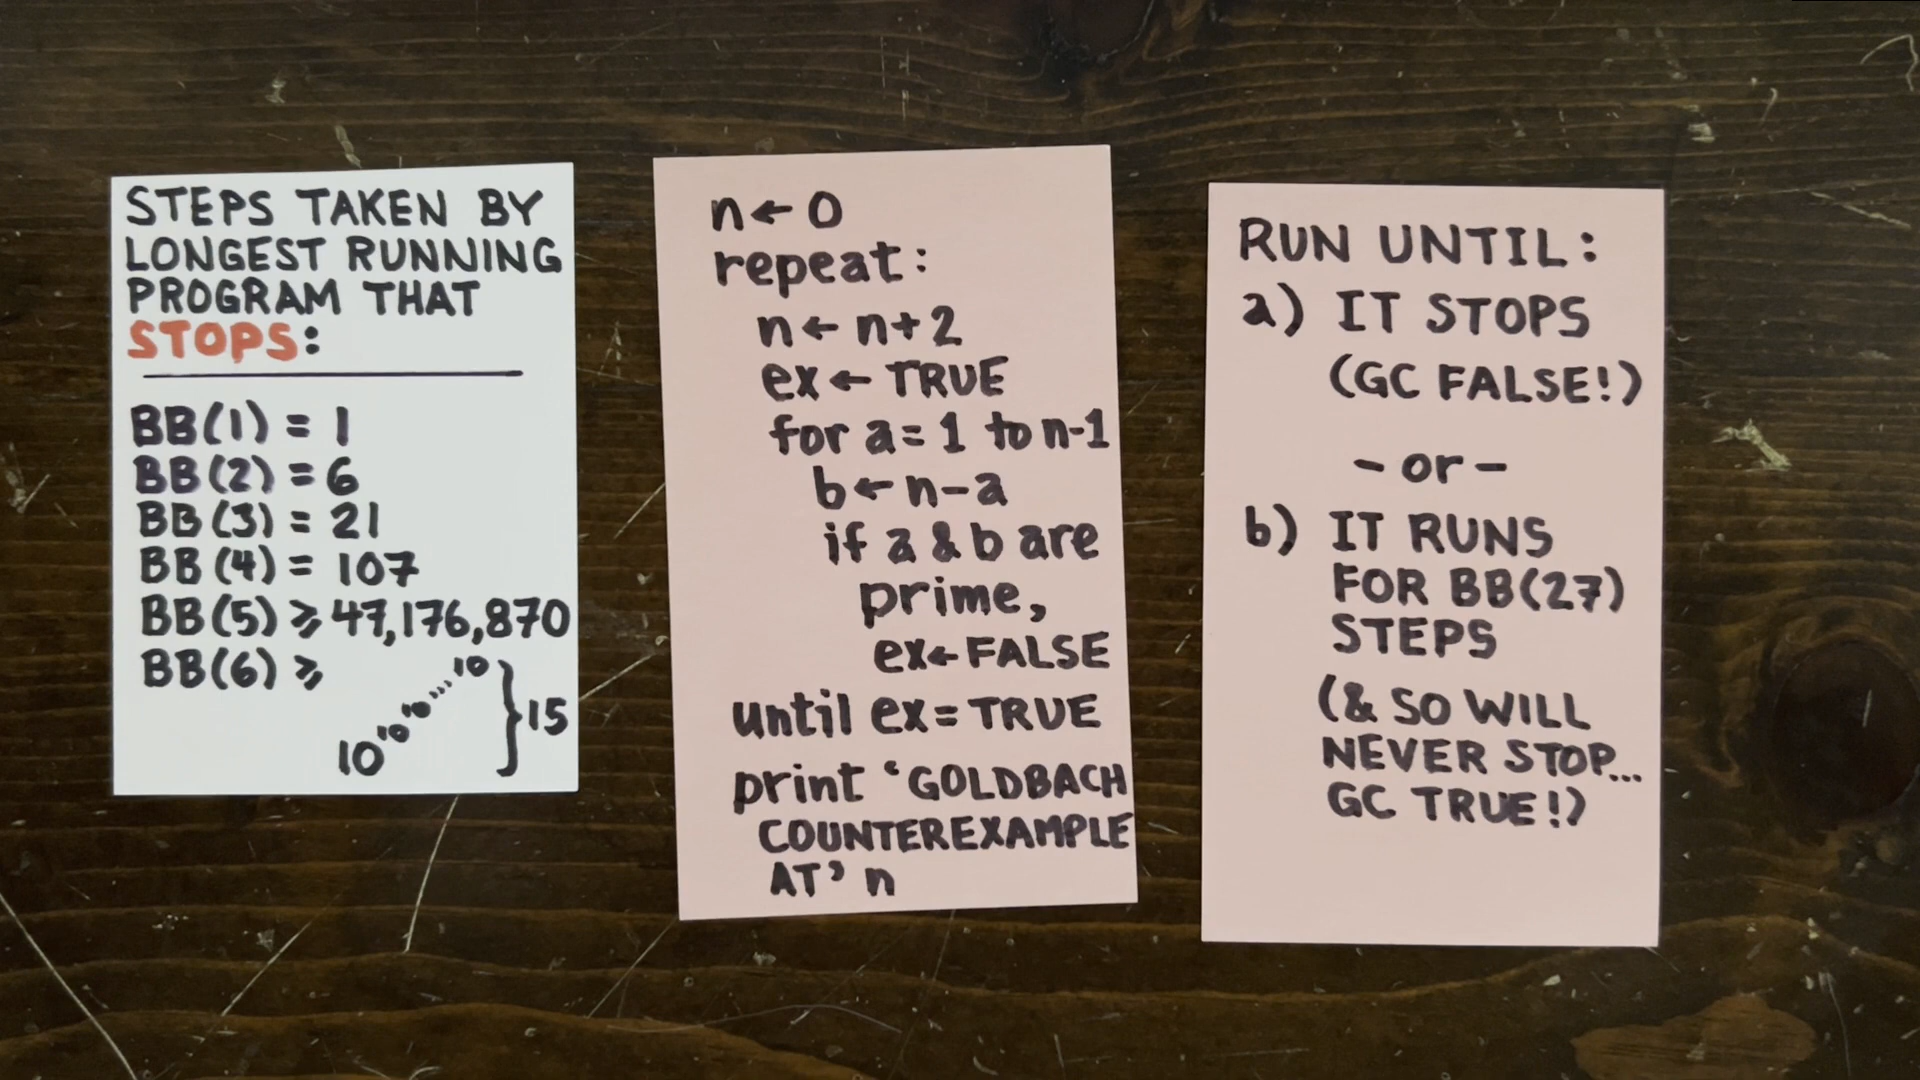 STEPS TAKEN BY
LONGEST RUNNING
PROGRAM THAT
STOPS:
BB(1) = 1
BB(2) = 6
BB(3) = 21
BB(4) = 107
BB(5) ≥ 47,176,870
BB(6) ≥
10^10^10^...^10 } 15
n ← 0
repeat:
n ← n+2
ex ← TRUE
for a = 1 to n-1
b ← n-a
if a & b are
prime,
ex ← FALSE
until ex = TRUE
print 'GOLDBACH
COUNTEREXAMPLE
AT' n
RUN UNTIL:
a) IT STOPS
(GC FALSE!)
- or -
b) IT RUNS
FOR BB(27)
STEPS
(& SO WILL
NEVER STOP...
GC TRUE!)